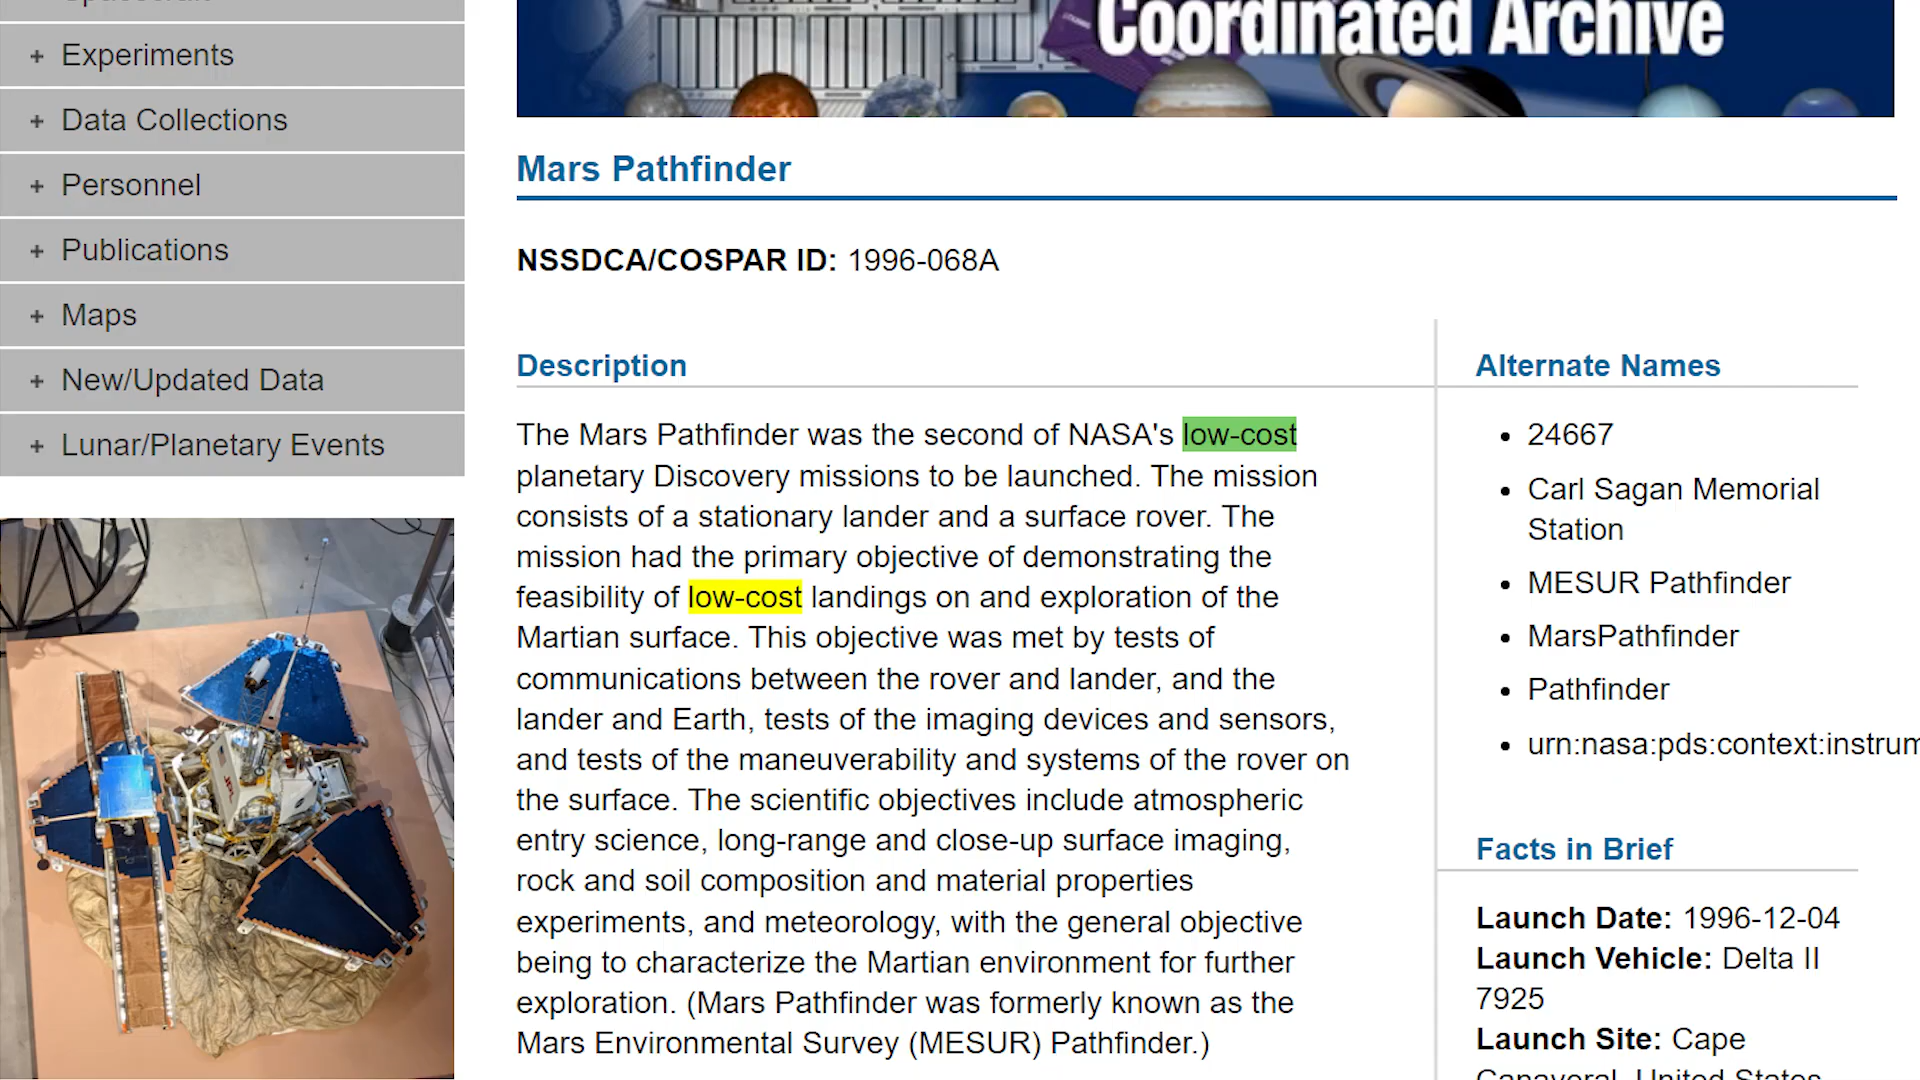 Spacecraft
+ Experiments
+ Data Collections
+ Personnel
+ Publications
+ Maps
+ New/Updated Data
+ Lunar/Planetary Events
Coordinated Archive
Mars Pathfinder
NSSDCA/COSPAR ID: 1996-068A
Description
The Mars Pathfinder was the second of NASA's low-cost
planetary Discovery missions to be launched. The mission
consists of a stationary lander and a surface rover. The
mission had the primary objective of demonstrating the
feasibility of low-cost landings on and exploration of the
Martian surface. This objective was met by tests of
communications between the rover and lander, and the
lander and Earth, tests of the imaging devices and sensors,
and tests of the maneuverability and systems of the rover on
the surface. The scientific objectives include atmospheric
entry science, long-range and close-up surface imaging,
rock and soil composition and material properties
experiments, and meteorology, with the general objective
being to characterize the Martian environment for further
exploration. (Mars Pathfinder was formerly known as the
Mars Environmental Survey (MESUR) Pathfinder.)
Alternate Names
• 24667
• Carl Sagan Memorial
Station
• MESUR Pathfinder
• MarsPathfinder
• Pathfinder
• urn:nasa:pds:context:instrum
Facts in Brief
Launch Date: 1996-12-04
Launch Vehicle: Delta II
7925
Launch Site: Cape
Canaveral, United States
JPL